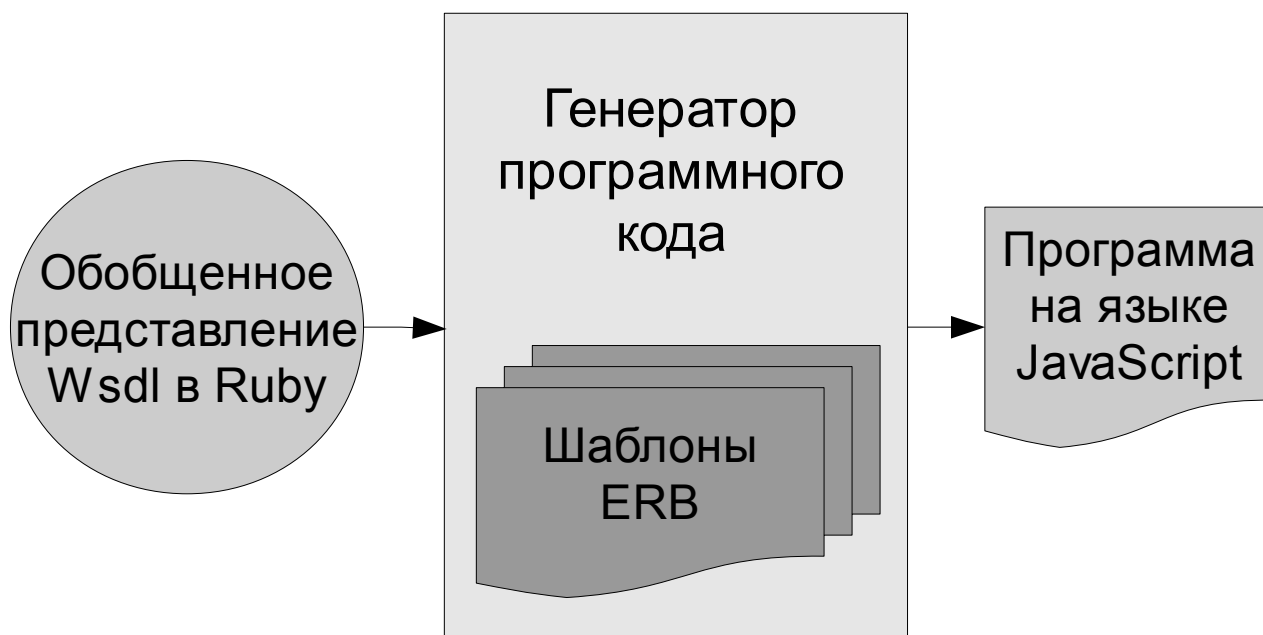 Обобщенное
представление
Wsdl в Ruby
Генератор
программного
кода
Шаблоны
ERB
Программа
на языке
JavaScript